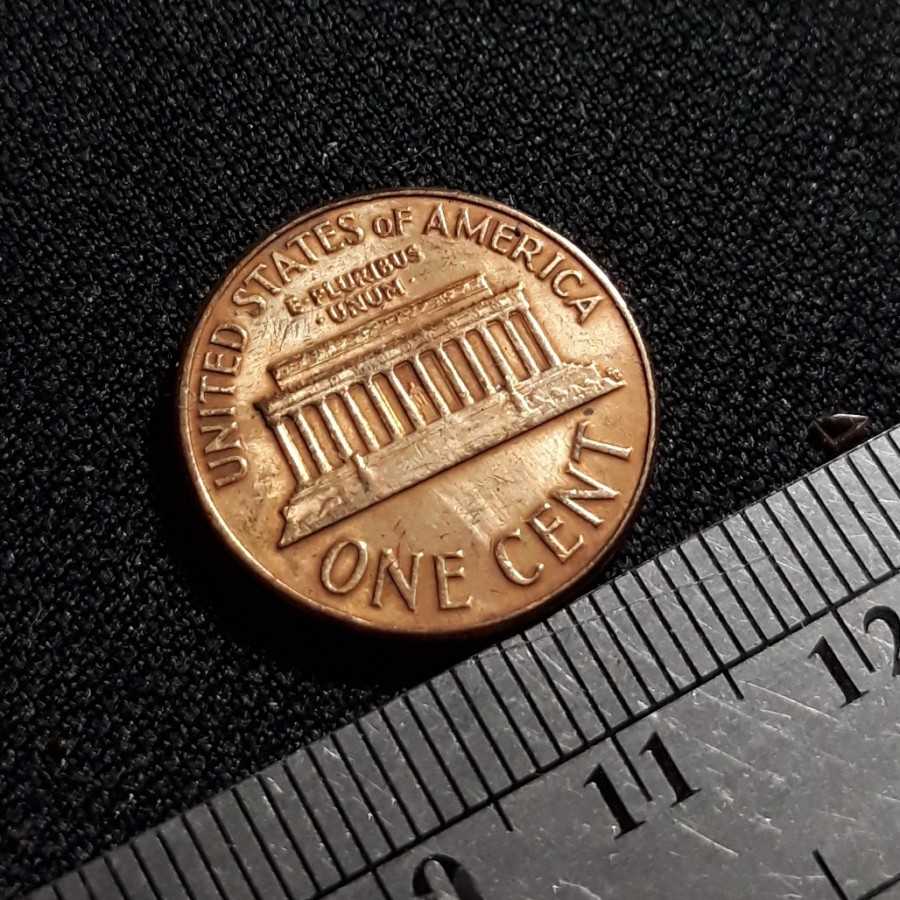 UNITED STATES OF AMERICA
E PLURIBUS
· UNUM ·
ONE CENT
11
12